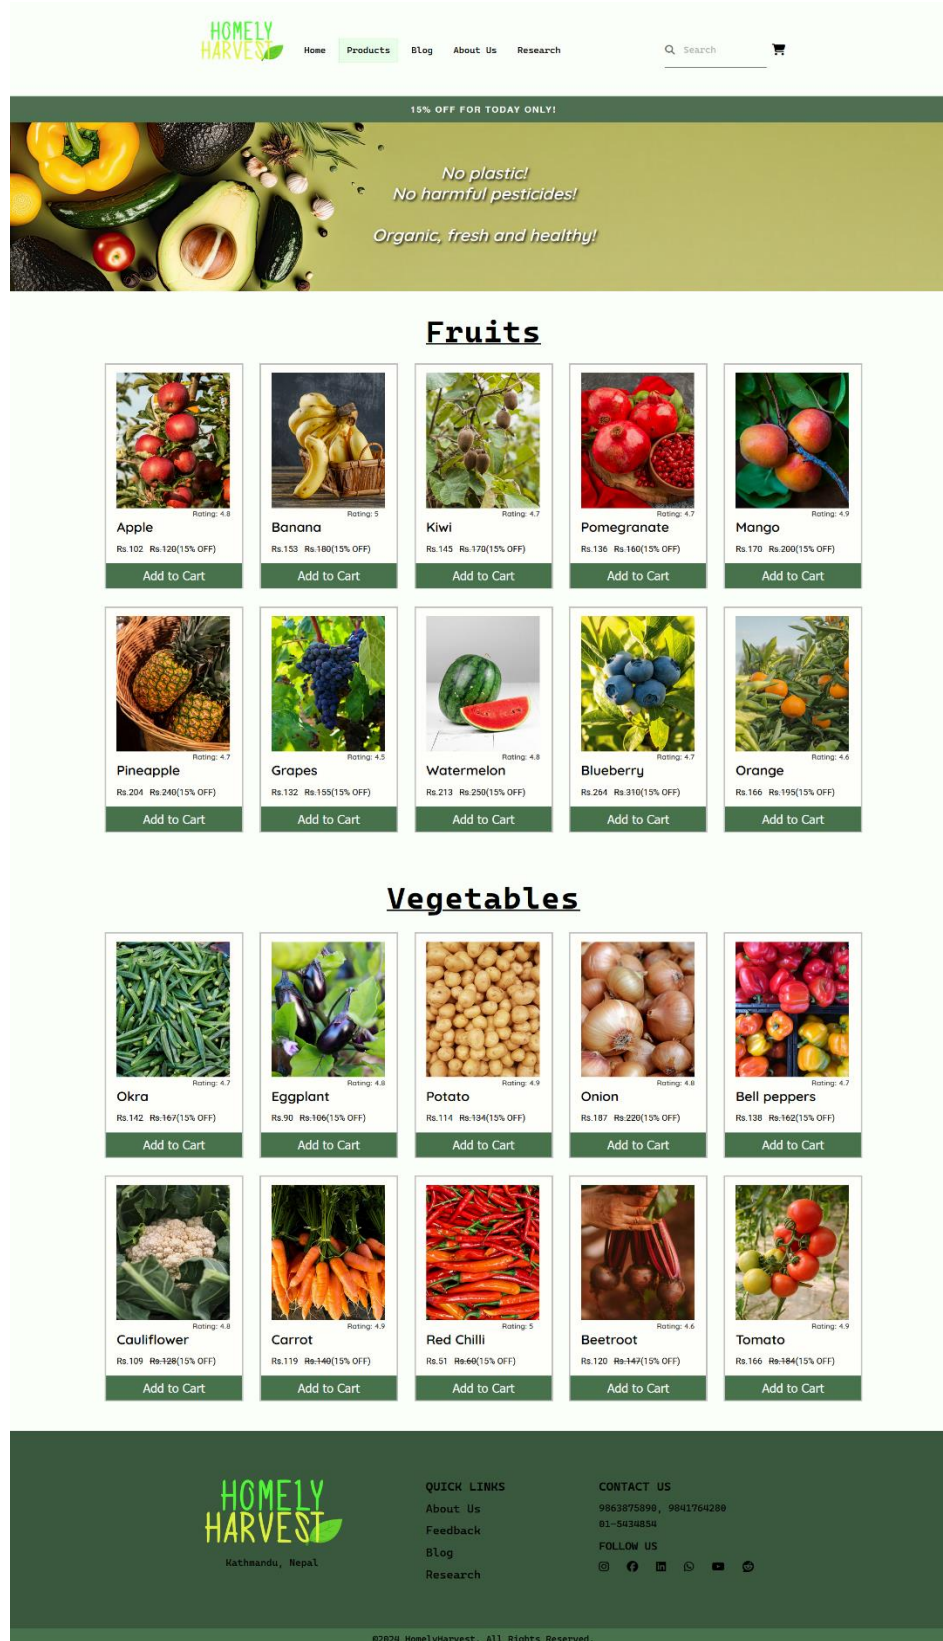 HOMELY
HARVEST
Home Products Blog About Us Research
Search
15% OFF FOR TODAY ONLY!
No plastic!
No harmful pesticides!
Organic, fresh and healthy!
Fruits
Rating: 4.8 Rating: 5 Rating: 4.7 Rating: 4.7 Rating: 4.9
Apple Banana Kiwi Pomegranate Mango
Rs.102 Rs.120(15% OFF) Rs.153 Rs.180(15% OFF) Rs.145 Rs.170(15% OFF) Rs.136 Rs.160(15% OFF) Rs.170 Rs.200(15% OFF)
Add to Cart Add to Cart Add to Cart Add to Cart Add to Cart
Rating: 4.7 Rating: 4.5 Rating: 4.8 Rating: 4.7 Rating: 4.6
Pineapple Grapes Watermelon Blueberry Orange
Rs.204 Rs.240(15% OFF) Rs.132 Rs.155(15% OFF) Rs.213 Rs.250(15% OFF) Rs.264 Rs.310(15% OFF) Rs.166 Rs.195(15% OFF)
Add to Cart Add to Cart Add to Cart Add to Cart Add to Cart
Vegetables
Rating: 4.7 Rating: 4.8 Rating: 4.9 Rating: 4.8 Rating: 4.7
Okra Eggplant Potato Onion Bell peppers
Rs.142 Rs.167(15% OFF) Rs.90 Rs.106(15% OFF) Rs.114 Rs.134(15% OFF) Rs.187 Rs.220(15% OFF) Rs.138 Rs.162(15% OFF)
Add to Cart Add to Cart Add to Cart Add to Cart Add to Cart
Rating: 4.8 Rating: 4.9 Rating: 5 Rating: 4.6 Rating: 4.9
Cauliflower Carrot Red Chilli Beetroot Tomato
Rs.109 Rs.128(15% OFF) Rs.119 Rs.140(15% OFF) Rs.51 Rs.60(15% OFF) Rs.120 Rs.147(15% OFF) Rs.166 Rs.184(15% OFF)
Add to Cart Add to Cart Add to Cart Add to Cart Add to Cart
HOMELY
HARVEST
Kathmandu, Nepal
QUICK LINKS
About Us
Feedback
Blog
Research
CONTACT US
9863875890, 9841764280
01-5434854
FOLLOW US
©2024 HomelyHarvest. All Rights Reserved.